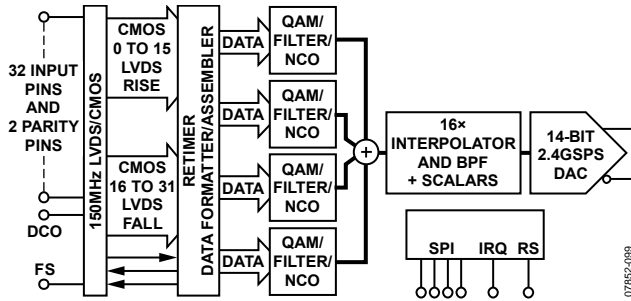 32 INPUT
PINS
AND
2 PARITY
PINS
DCO
FS
150MHz LVDS/CMOS
CMOS
0 TO 15
LVDS
RISE
CMOS
16 TO 31
LVDS
FALL
RETIMER
DATA FORMATTER/ASSEMBLER
DATA
QAM/
FILTER/
NCO
DATA
QAM/
FILTER/
NCO
DATA
QAM/
FILTER/
NCO
DATA
QAM/
FILTER/
NCO
+
16×
INTERPOLATOR
AND BPF
+ SCALARS
14-BIT
2.4GSPS
DAC
SPI IRQ RS
07852-099